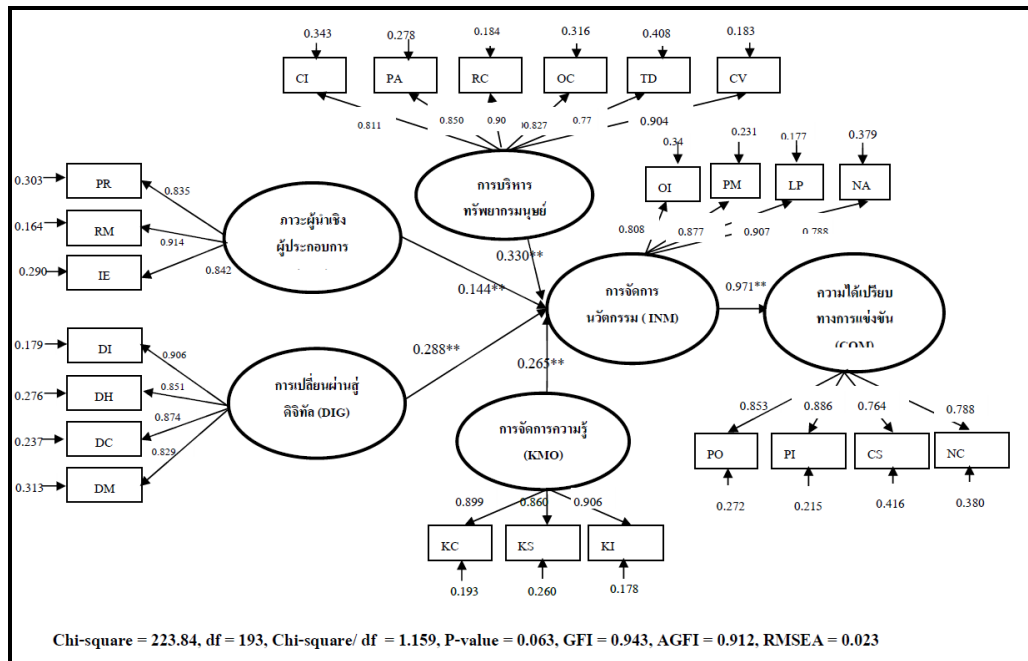 0.343 0.278 0.184 0.316 0.408 0.183
CI PA RC OC TD CV
0.811 0.850 0.90 0.827 0.77 0.904
การบริหาร
ทรัพยากรมนุษย์
0.34 0.231 0.177 0.379
OI PM LP NA
0.808 0.877 0.907 0.788
0.303 PR 0.835
0.164 RM 0.914
0.290 IE 0.842
ภาวะผู้นำเชิง
ผู้ประกอบการ
0.330**
0.144**
การจัดการ
นวัตกรรม ( INM)
0.971**
ความได้เปรียบ
ทางการแข่งขัน
(COM)
0.288**
0.265**
0.179 DI 0.906
0.276 DH 0.851
0.237 DC 0.874
0.313 DM 0.829
การเปลี่ยนผ่านสู่
ดิจิทัล (DIG)
การจัดการความรู้
(KMO)
0.853 0.886 0.764 0.788
PO PI CS NC
0.272 0.215 0.416 0.380
0.899 0.860 0.906
KC KS KI
0.193 0.260 0.178
Chi-square = 223.84, df = 193, Chi-square/ df = 1.159, P-value = 0.063, GFI = 0.943, AGFI = 0.912, RMSEA = 0.023